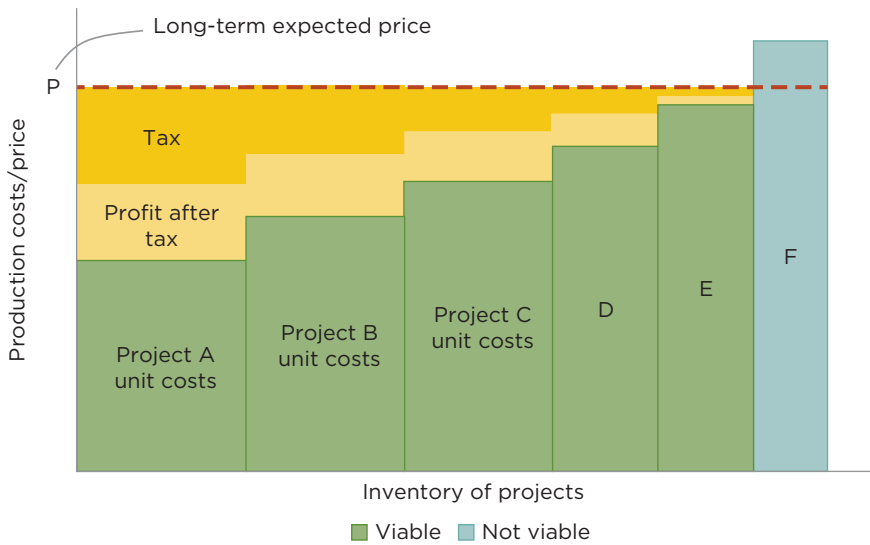 Long-term expected price
P
Production costs/price
Tax
Profit after
tax
Project A
unit costs
Project B
unit costs
Project C
unit costs
D
E
F
Inventory of projects
Viable
Not viable